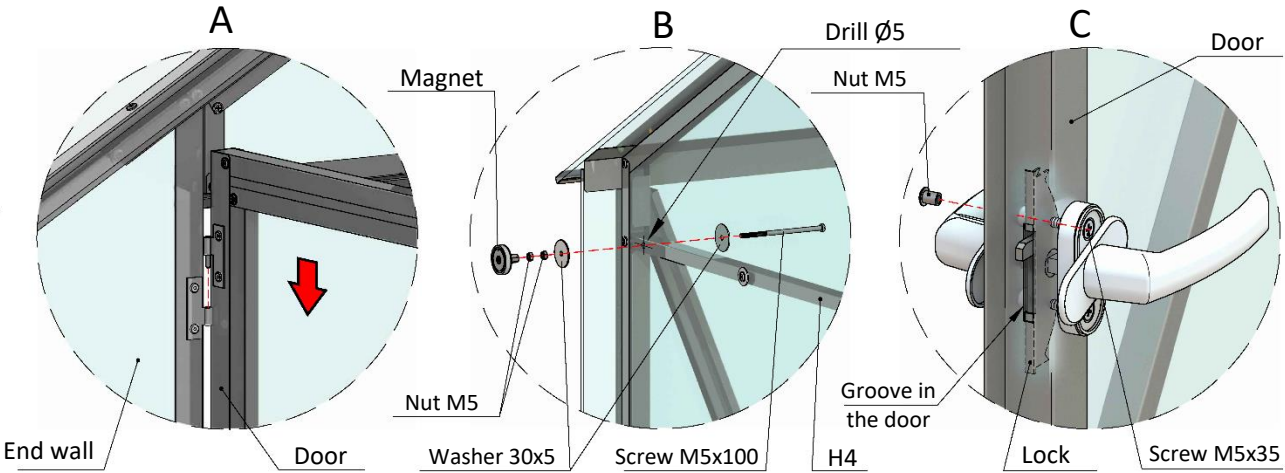 A
End wall
Door
B
Drill Ø5
Magnet
Nut M5
Washer 30x5
Screw M5x100
H4
C
Door
Nut M5
Groove in
the door
Lock
Screw M5x35